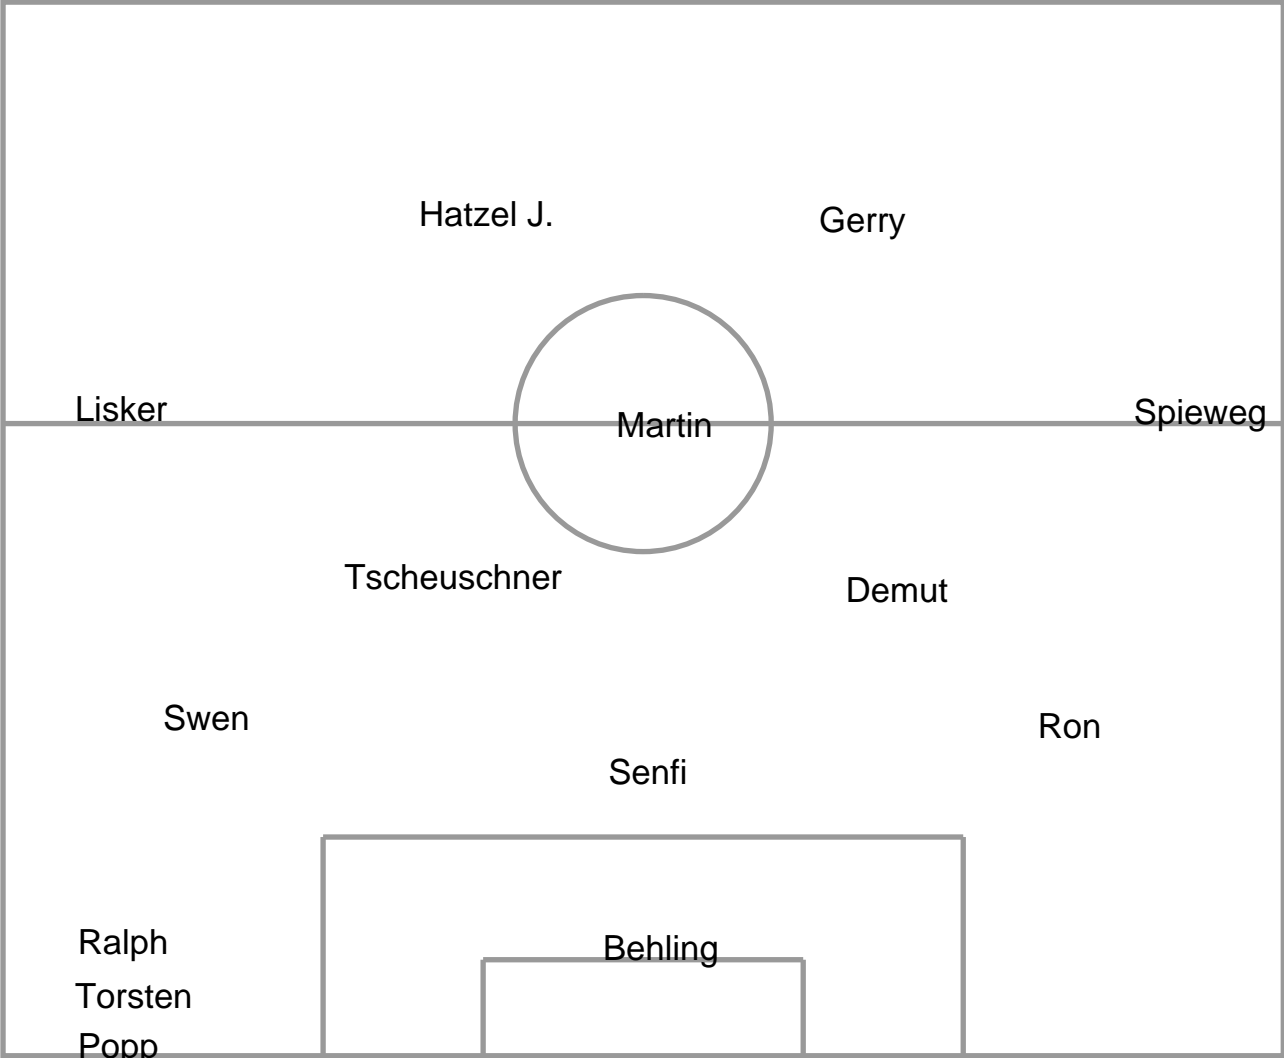 Hatzel J.
Gerry
Lisker
Martin
Spieweg
Tscheuschner
Demut
Swen
Ron
Senfi
Ralph
Behling
Torsten
Popp